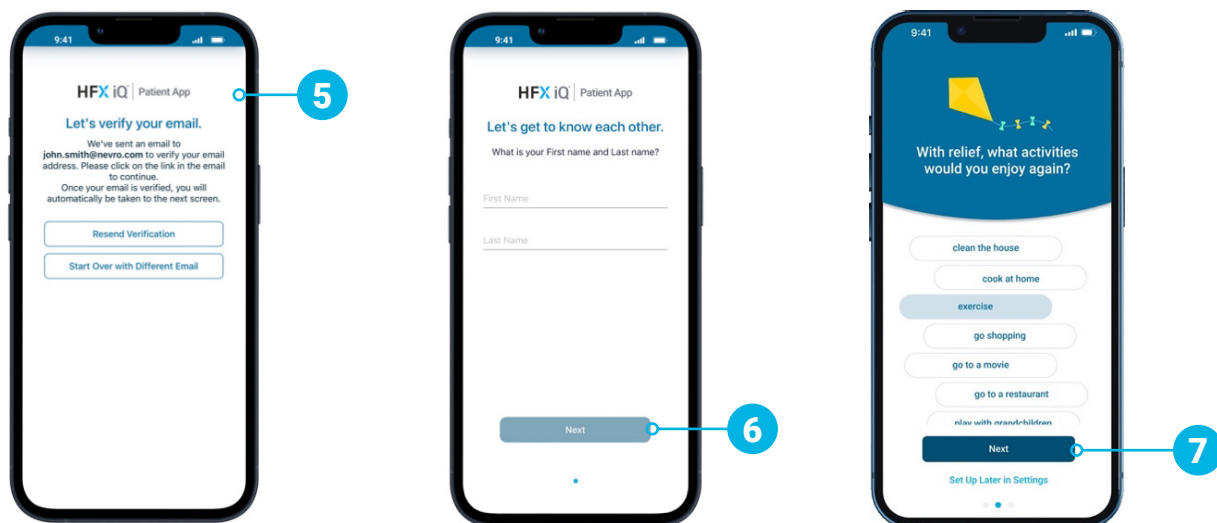 9:41
HFX iQ | Patient App
5
Let's verify your email.
We've sent an email to
john.smith@nevro.com to verify your email
address. Please click on the link in the email
to continue.
Once your email is verified, you will
automatically be taken to the next screen.
Resend Verification
Start Over with Different Email
9:41
HFX iQ | Patient App
Let's get to know each other.
What is your First name and Last name?
First Name
Last Name
Next
6
9:41
With relief, what activities
would you enjoy again?
clean the house
cook at home
exercise
go shopping
go to a movie
go to a restaurant
play with grandchildren
Next
7
Set Up Later in Settings